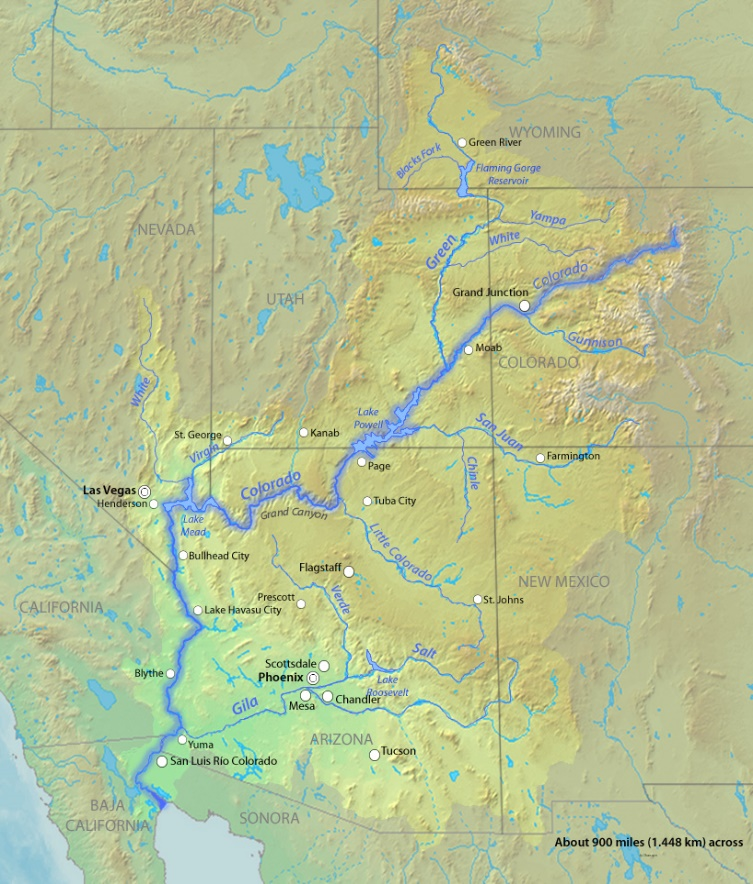 WYOMING
Green River
Blacks Fork
Flaming Gorge
Reservoir
Yampa
NEVADA
White
Green
Colorado
UTAH
Grand Junction
Gunnison
Moab
COLORADO
White
Lake
Powell
San Juan
St. George
Kanab
Virgin
Farmington
Page
Chinle
Las Vegas
Henderson
Colorado
Tuba City
Grand Canyon
Lake
Mead
Little Colorado
Bullhead City
Flagstaff
NEW MEXICO
Prescott
Verde
St. Johns
CALIFORNIA
Lake Havasu City
Salt
Scottsdale
Blythe
Phoenix
Lake
Roosevelt
Gila
Mesa
Chandler
Yuma
ARIZONA
Tucson
San Luis Río Colorado
BAJA
CALIFORNIA
SONORA
About 900 miles (1.448 km) across